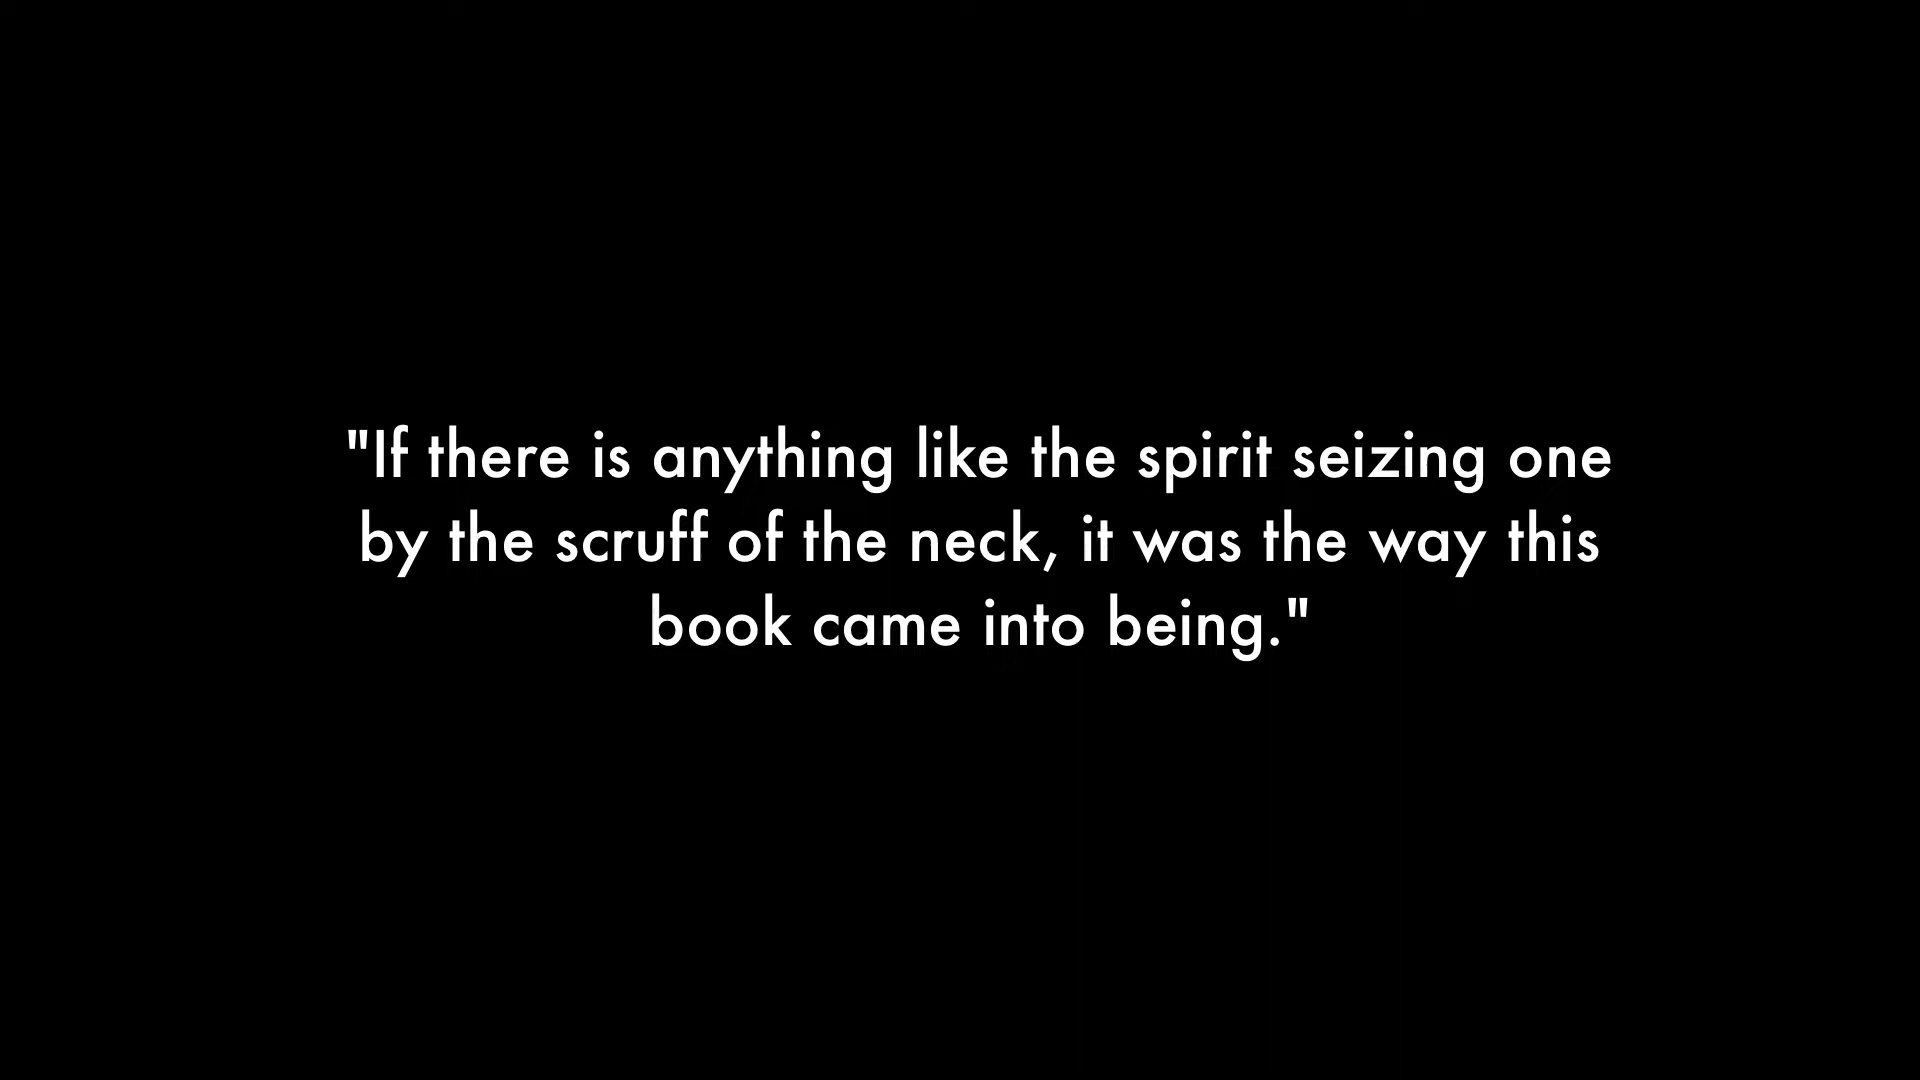 "If there is anything like the spirit seizing one
by the scruff of the neck, it was the way this
book came into being."